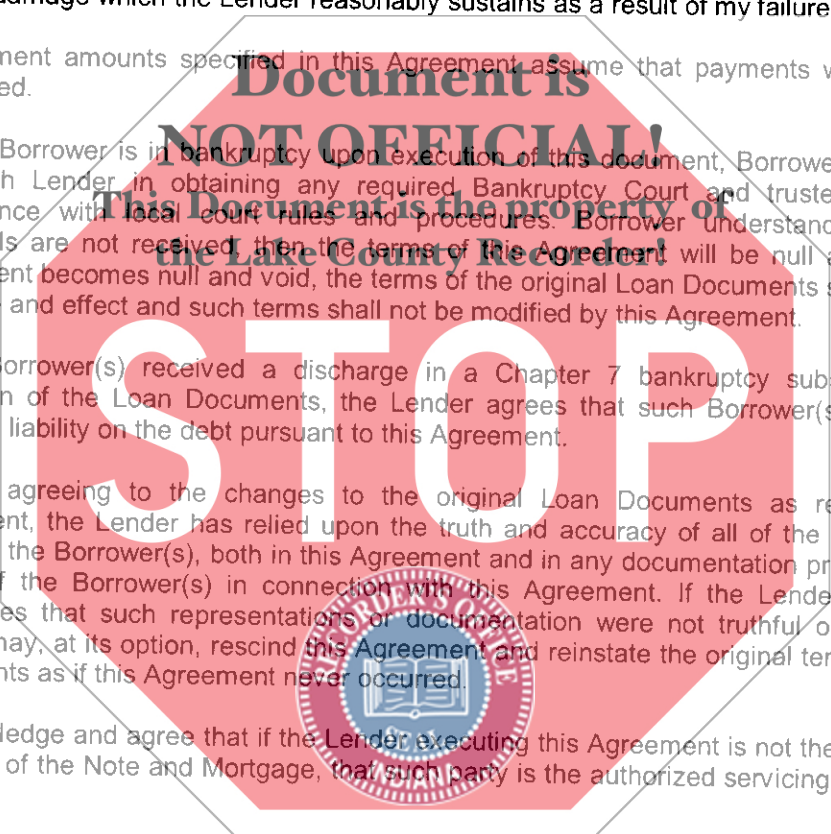 damage which the Lender reasonably sustains as a result of my failure
ment amounts specified in this Agreement assume that payments w
ed.
Document is
NOT OFFICIAL!
This Document is the property of
the Lake County Recorder!
Borrower is in bankruptcy upon execution of this document, Borrowe
h Lender in obtaining any required Bankruptcy Court and trustee
nce with local court rules and procedures. Borrower understand
ls are not received, then the terms of this Agreement will be null a
ent becomes null and void, the terms of the original Loan Documents s
and effect and such terms shall not be modified by this Agreement.
STOP
Borrower(s) received a discharge in a Chapter 7 bankruptcy subs
n of the Loan Documents, the Lender agrees that such Borrower(s
liability on the debt pursuant to this Agreement.
agreeing to the changes to the original Loan Documents as re
ent, the Lender has relied upon the truth and accuracy of all of the
the Borrower(s), both in this Agreement and in any documentation pr
f the Borrower(s) in connection with this Agreement. If the Lende
es that such representations or documentation were not truthful o
may, at its option, rescind this Agreement and reinstate the original ter
nts as if this Agreement never occurred.
RECORDER'S OFFICE
SEAL
INDIANA
ledge and agree that if the Lender executing this Agreement is not the
of the Note and Mortgage, that such party is the authorized servicing